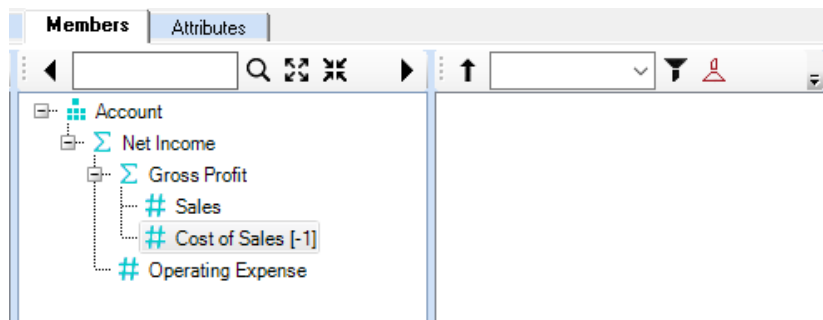 Members Attributes
Account
Net Income
Gross Profit
Sales
Cost of Sales [-1]
Operating Expense